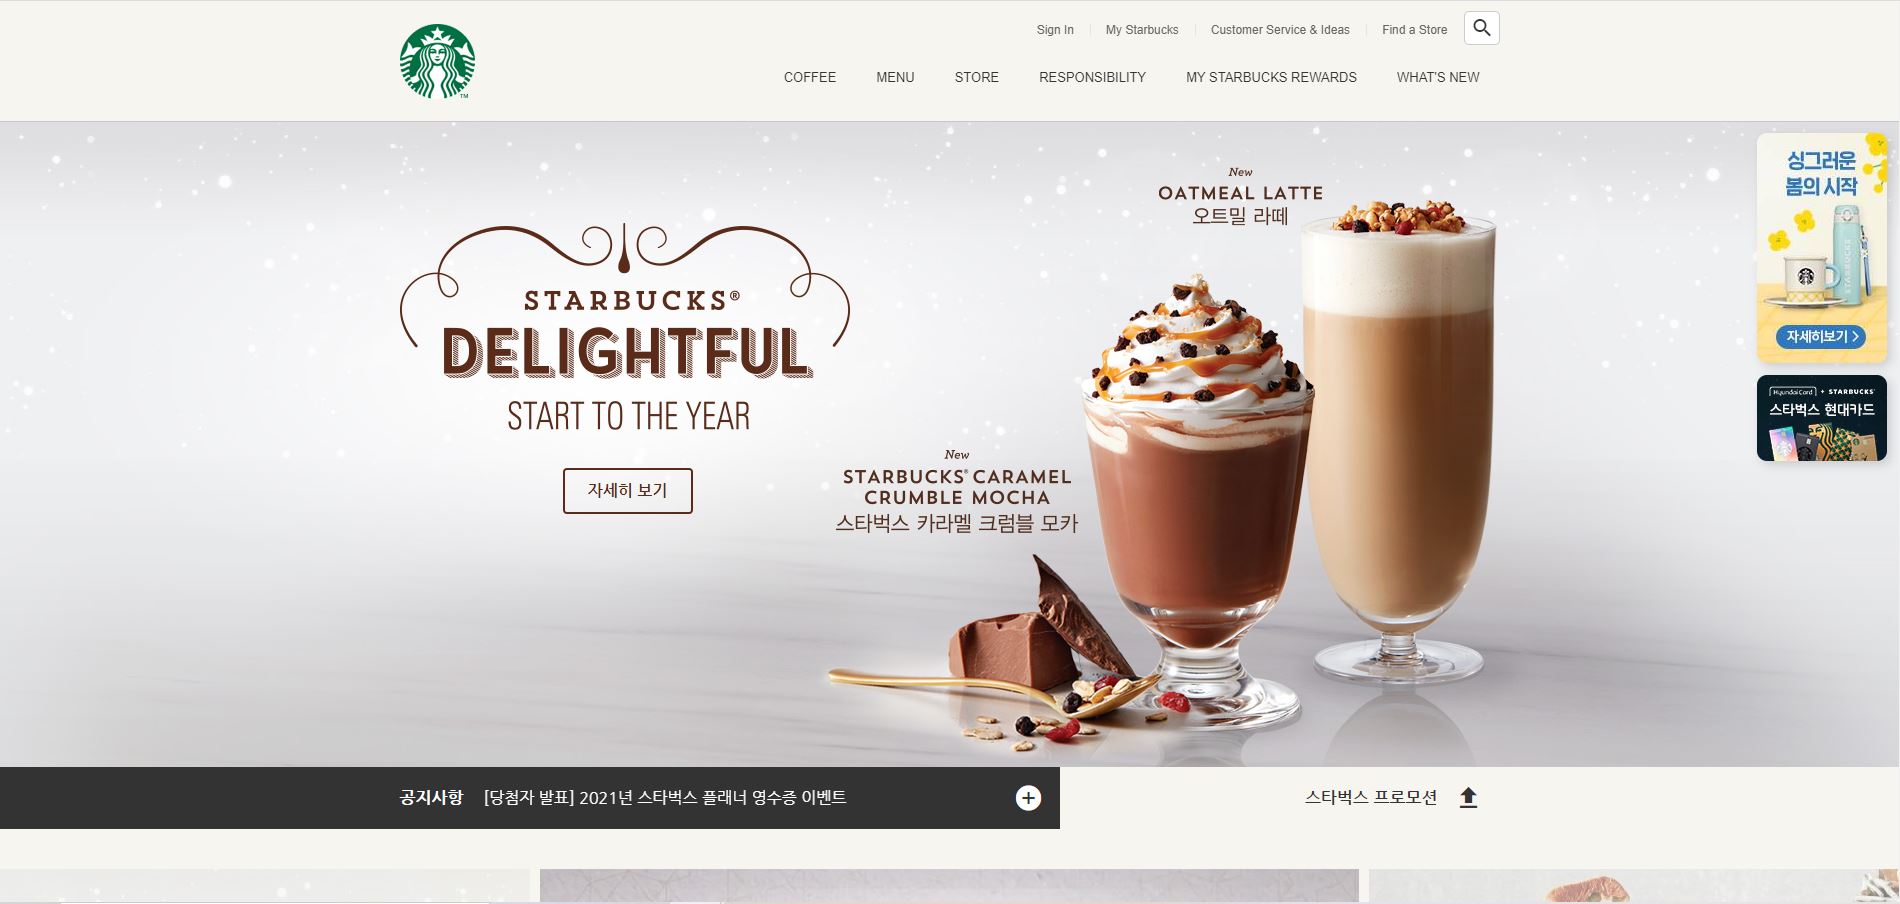 Sign In
My Starbucks
Customer Service & Ideas
Find a Store
TM
COFFEE
MENU
STORE
RESPONSIBILITY
MY STARBUCKS REWARDS
WHAT'S NEW
STARBUCKS®
DELIGHTFUL
START TO THE YEAR
자세히 보기
New
OATMEAL LATTE
오트밀 라떼
New
STARBUCKS® CARAMEL
CRUMBLE MOCHA
스타벅스 카라멜 크럼블 모카
싱그러운
봄의 시작
STARBUCKS
자세히보기 >
HyundaiCard + STARBUCKS
스타벅스 현대카드
공지사항
[당첨자 발표] 2021년 스타벅스 플래너 영수증 이벤트
스타벅스 프로모션